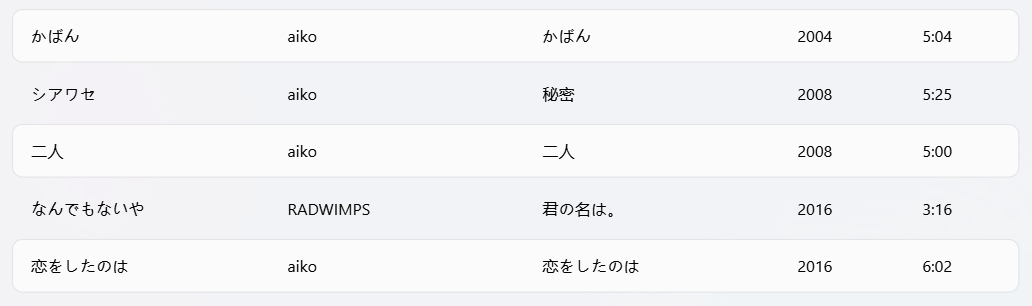 かばん aiko かばん 2004 5:04
シアワセ aiko 秘密 2008 5:25
二人 aiko 二人 2008 5:00
なんでもないや RADWIMPS 君の名は。 2016 3:16
恋をしたのは aiko 恋をしたのは 2016 6:02